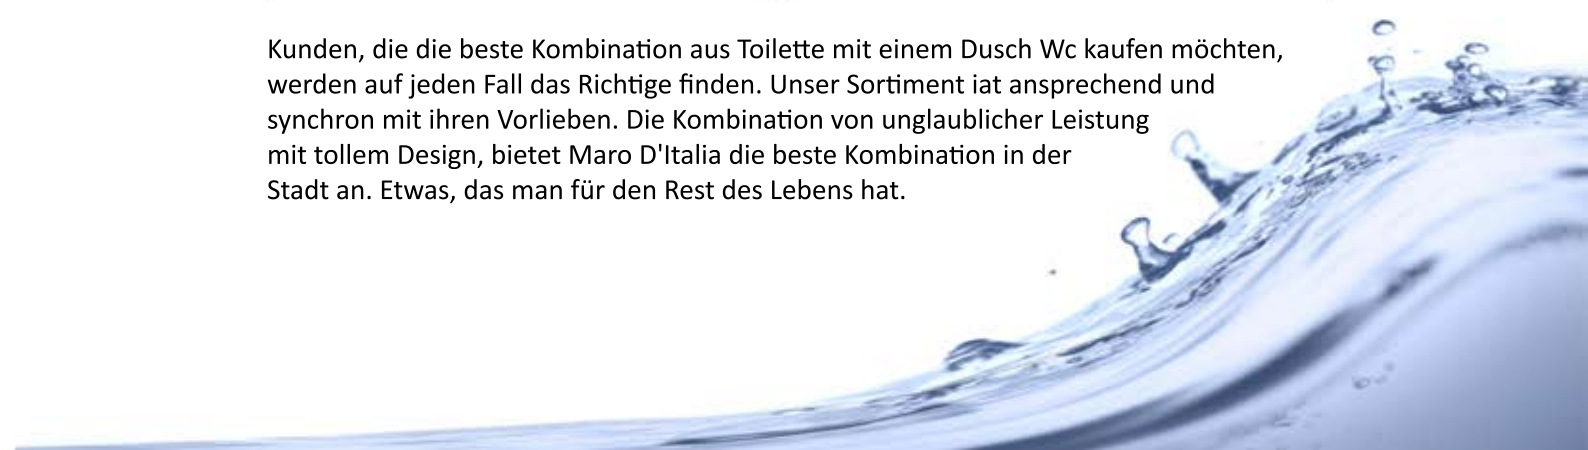 Kunden, die die beste Kombination aus Toilette mit einem Dusch Wc kaufen möchten,
werden auf jeden Fall das Richtige finden. Unser Sortiment iat ansprechend und
synchron mit ihren Vorlieben. Die Kombination von unglaublicher Leistung
mit tollem Design, bietet Maro D'Italia die beste Kombination in der
Stadt an. Etwas, das man für den Rest des Lebens hat.